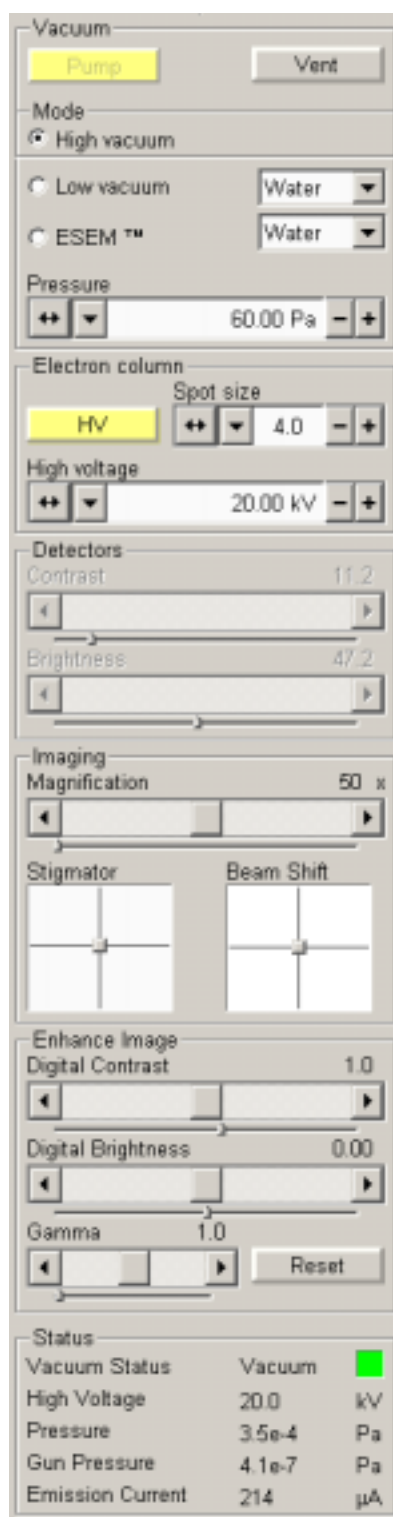 Vacuum
Pump Vent
Mode
High vacuum
Low vacuum Water
ESEM ™ Water
Pressure
60.00 Pa
Electron column
Spot size
HV 4.0
High voltage
20.00 kV
Detectors
Contrast 11.2
Brightness 47.2
Imaging
Magnification 50 x
Stigmator Beam Shift
Enhance Image
Digital Contrast 1.0
Digital Brightness 0.00
Gamma 1.0
Reset
Status
Vacuum Status Vacuum
High Voltage 20.0 kV
Pressure 3.5e-4 Pa
Gun Pressure 4.1e-7 Pa
Emission Current 214 µA